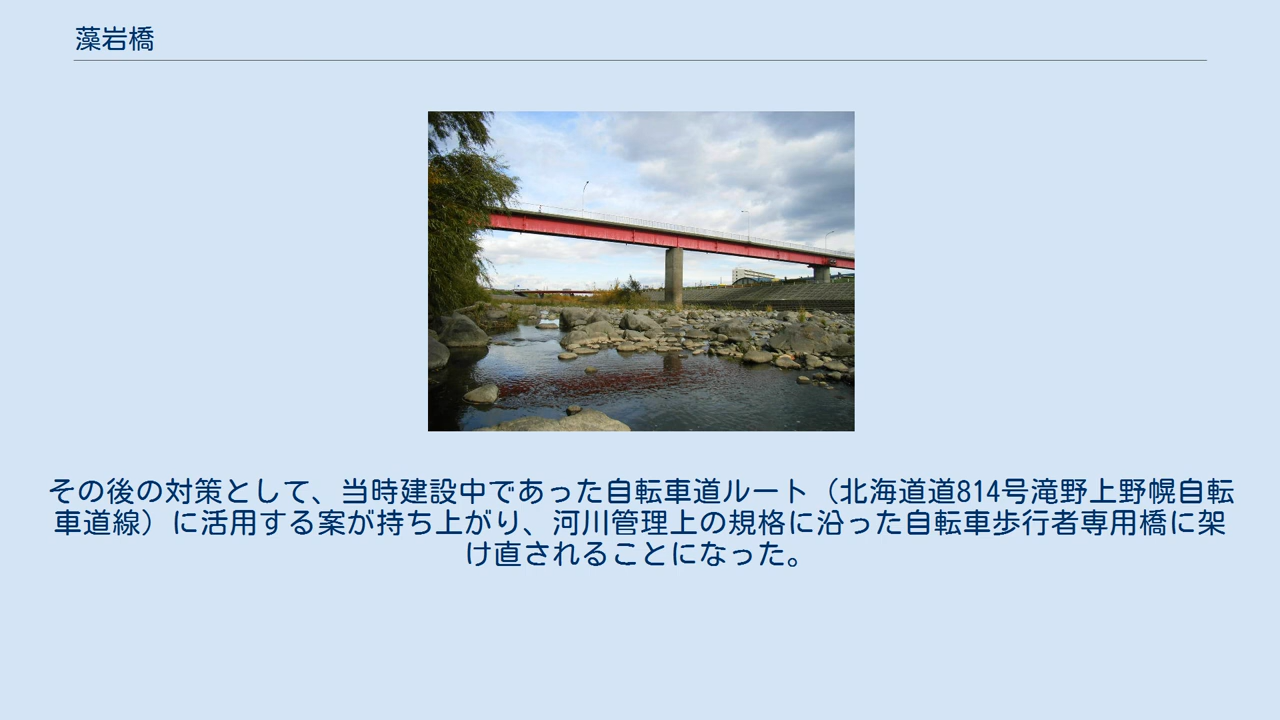 藻岩橋
その後の対策として、当時建設中であった自転車道ルート（北海道道814号滝野上野幌自転
車道線）に活用する案が持ち上がり、河川管理上の規格に沿った自転車歩行者専用橋に架
け直されることになった。